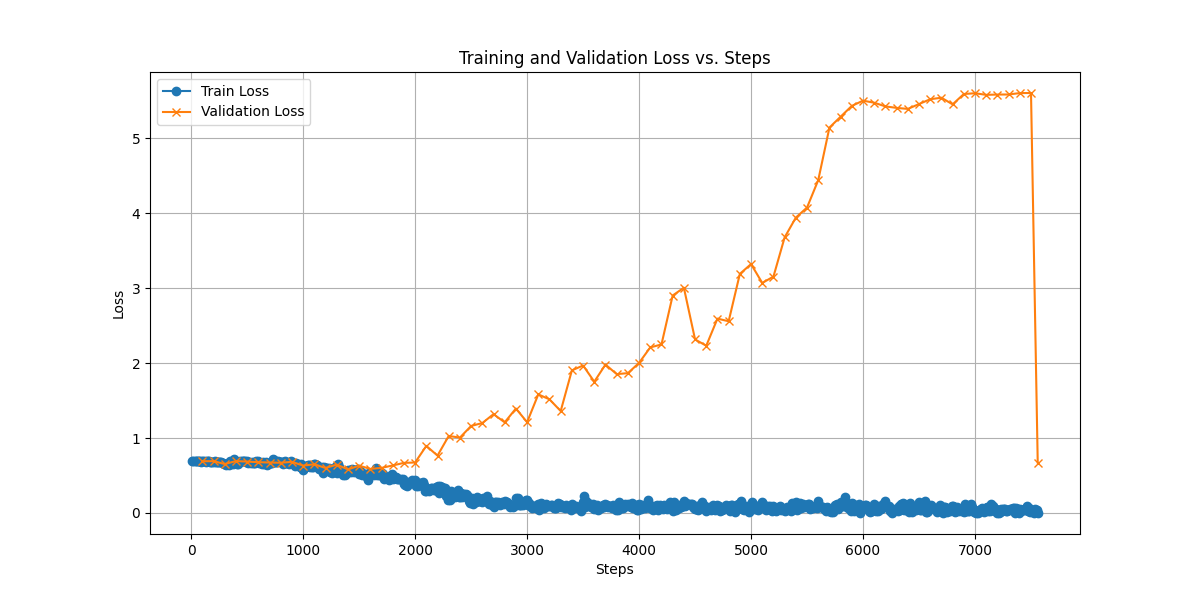 Training and Validation Loss vs. Steps
Train Loss
Validation Loss
5
4
3
2
1
0
Loss
0 1000 2000 3000 4000 5000 6000 7000
Steps